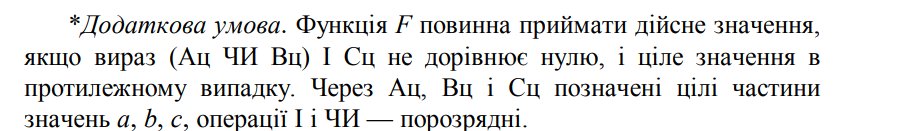 *Додаткова умова. Функція F повинна приймати дійсне значення,
якщо вираз (Ац ЧИ Вц) І Сц не дорівнює нулю, і ціле значення в
протилежному випадку. Через Ац, Вц і Сц позначені цілі частини
значень a, b, c, операції І і ЧИ — порозрядні.